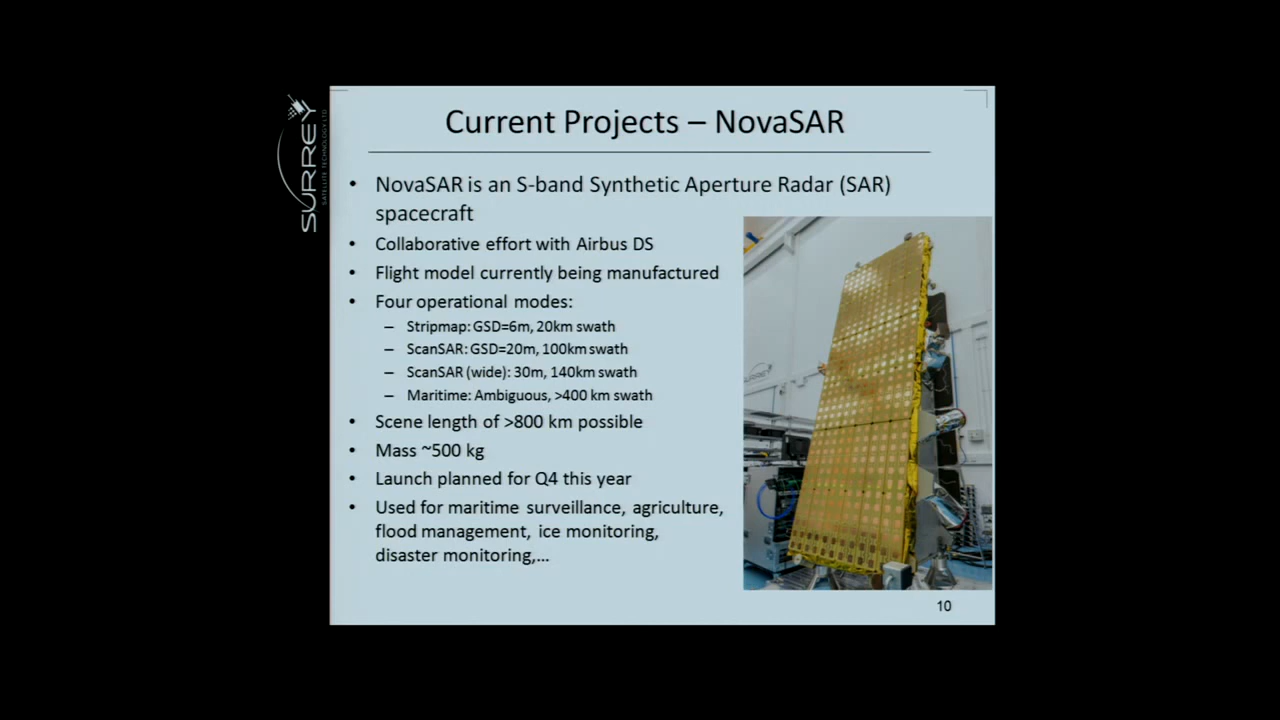 SURREY
SATELLITE TECHNOLOGY LTD
Current Projects – NovaSAR
• NovaSAR is an S-band Synthetic Aperture Radar (SAR)
spacecraft
• Collaborative effort with Airbus DS
• Flight model currently being manufactured
• Four operational modes:
– Stripmap: GSD=6m, 20km swath
– ScanSAR: GSD=20m, 100km swath
– ScanSAR (wide): 30m, 140km swath
– Maritime: Ambiguous, >400 km swath
• Scene length of >800 km possible
• Mass ~500 kg
• Launch planned for Q4 this year
• Used for maritime surveillance, agriculture,
flood management, ice monitoring,
disaster monitoring,...
10